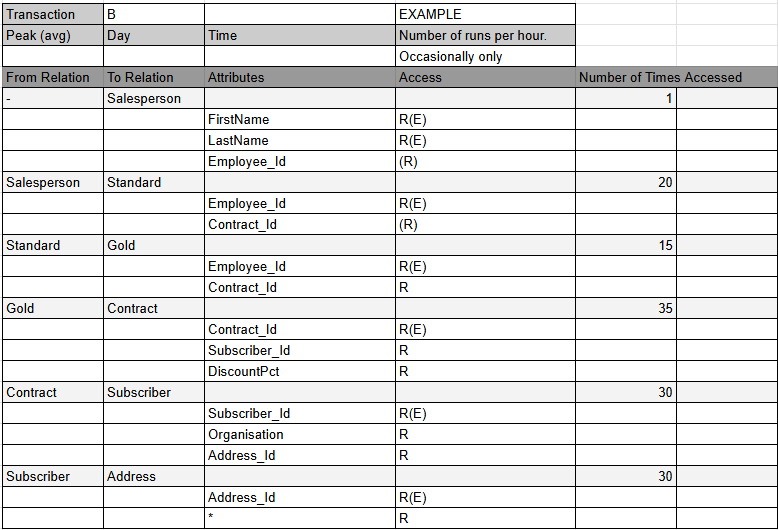 Transaction B EXAMPLE
Peak (avg) Day Time Number of runs per hour.
Occasionally only
From Relation To Relation Attributes Access Number of Times Accessed
- Salesperson 1
FirstName R(E)
LastName R(E)
Employee_Id (R)
Salesperson Standard 20
Employee_Id R(E)
Contract_Id (R)
Standard Gold 15
Employee_Id R(E)
Contract_Id R
Gold Contract 35
Contract_Id R(E)
Subscriber_Id R
DiscountPct R
Contract Subscriber 30
Subscriber_Id R(E)
Organisation R
Address_Id R
Subscriber Address 30
Address_Id R(E)
* R